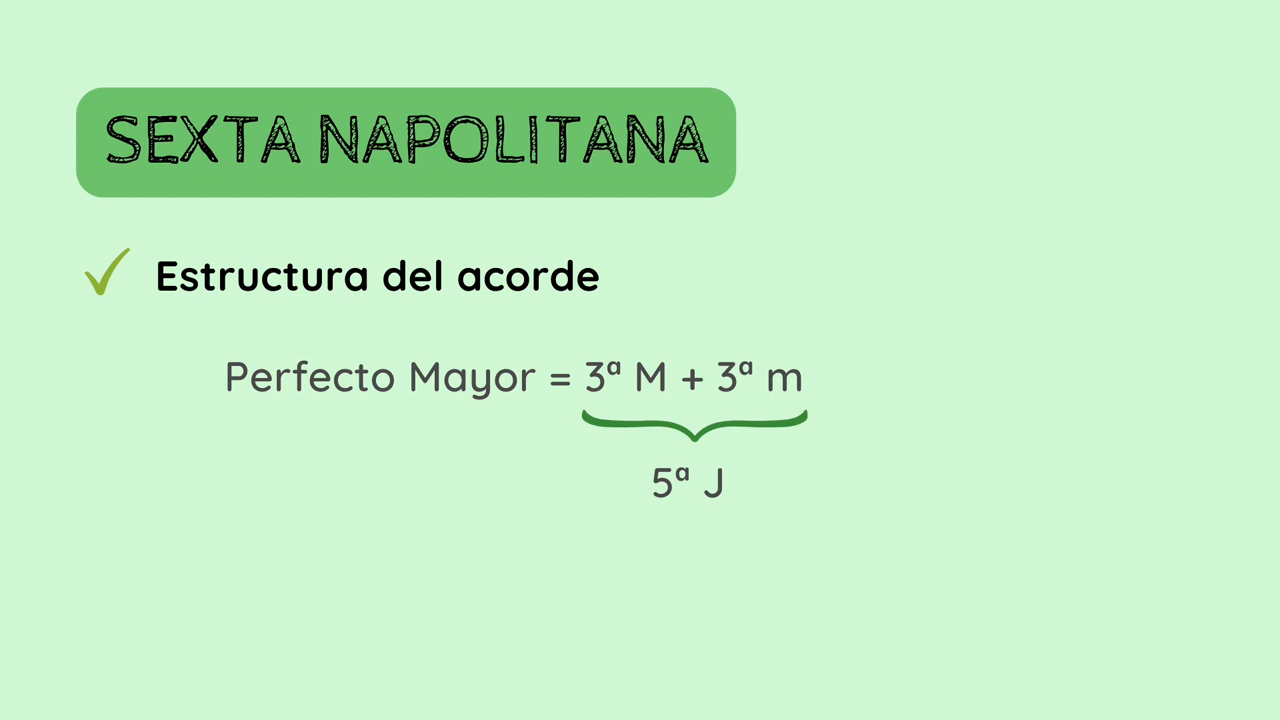 SEXTA NAPOLITANA
Estructura del acorde
Perfecto Mayor = 3ª M + 3ª m
5ª J